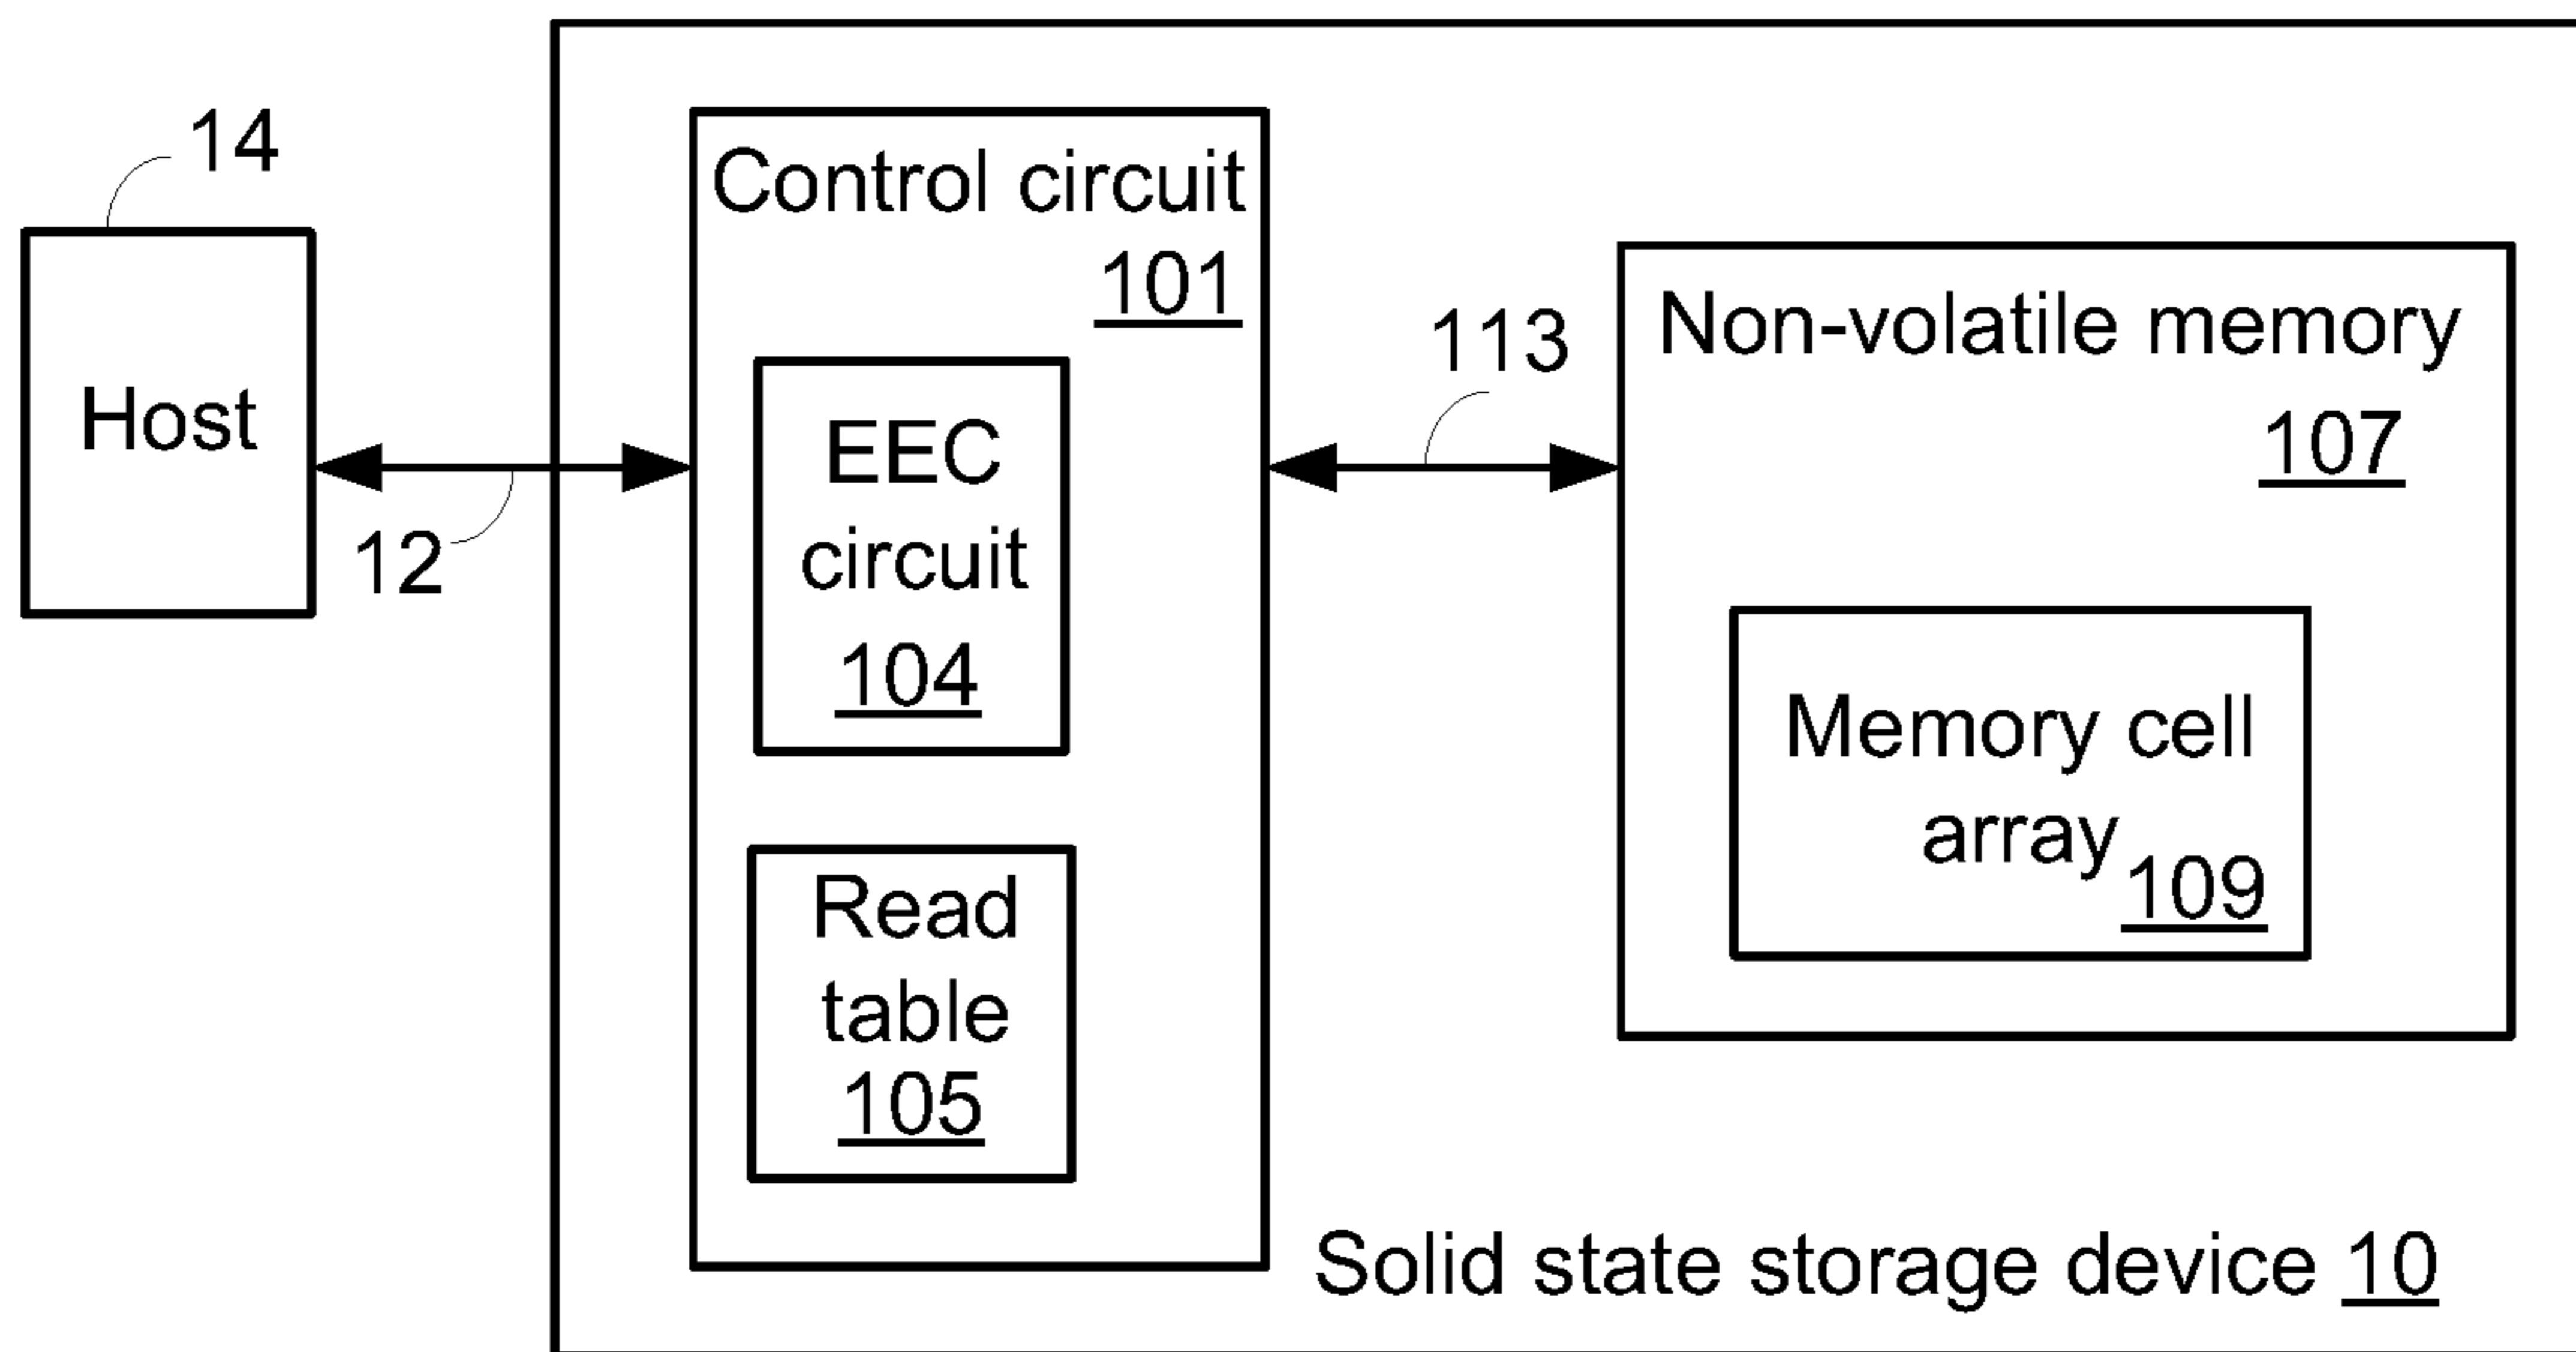 14
Host
12
Control circuit
101
EEC
circuit
104
Read
table
105
113
Non-volatile memory
107
Memory cell
array
109
Solid state storage device 10